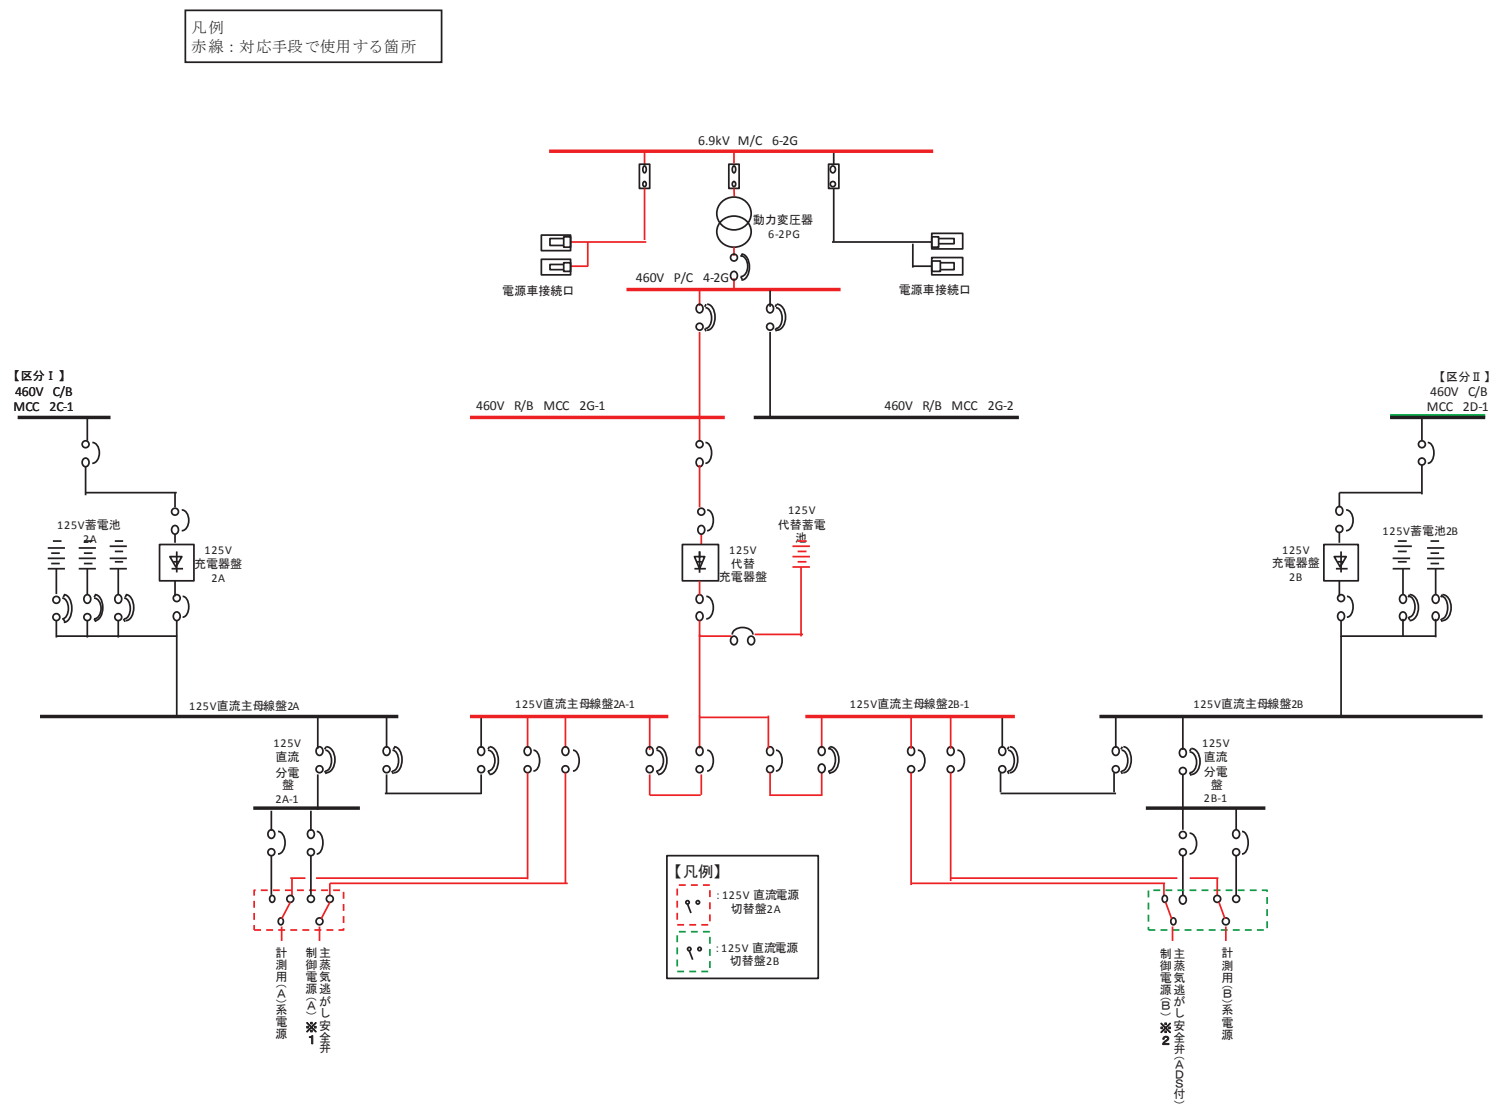 凡例
赤線：対応手段で使用する箇所
6.9kV M/C 6-2G
動力変圧器
6-2PG
460V P/C 4-2G
電源車接続口
電源車接続口
【区分Ⅰ】
460V C/B
MCC 2C-1
460V R/B MCC 2G-1
460V R/B MCC 2G-2
【区分Ⅱ】
460V C/B
MCC 2D-1
125V蓄電池
2A
125V
充電器盤
2A
125V
代替
充電器盤
125V
代替蓄電
池
125V
充電器盤
2B
125V蓄電池2B
125V直流主母線盤2A
125V直流主母線盤2A-1
125V直流主母線盤2B-1
125V直流主母線盤2B
125V
直流
分電
盤
2A-1
125V
直流
分電
盤
2B-1
【凡例】
：125V 直流電源
切替盤2A
：125V 直流電源
切替盤2B
計測用(A)系電源
主蒸気逃がし安全弁
制御電源(A)※1
主蒸気逃がし安全弁(ADS付)
制御電源(B)※2
計測用(B)系電源